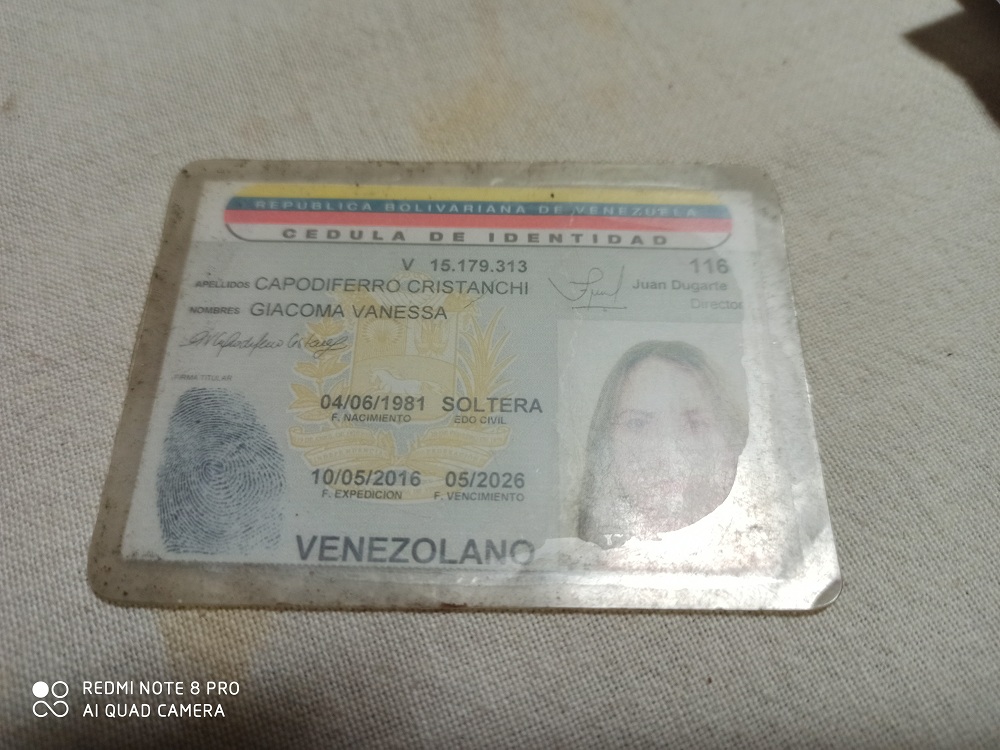 REPUBLICA BOLIVARIANA DE VENEZUELA
CEDULA DE IDENTIDAD
V 15.179.313
116
APELLIDOS CAPODIFERRO CRISTANCHI
Juan Dugarte
Director
NOMBRES GIACOMA VANESSA
FIRMA TITULAR
04/06/1981 SOLTERA
F. NACIMIENTO EDO CIVIL
10/05/2016 05/2026
F. EXPEDICION F. VENCIMIENTO
VENEZOLANO
REDMI NOTE 8 PRO
AI QUAD CAMERA